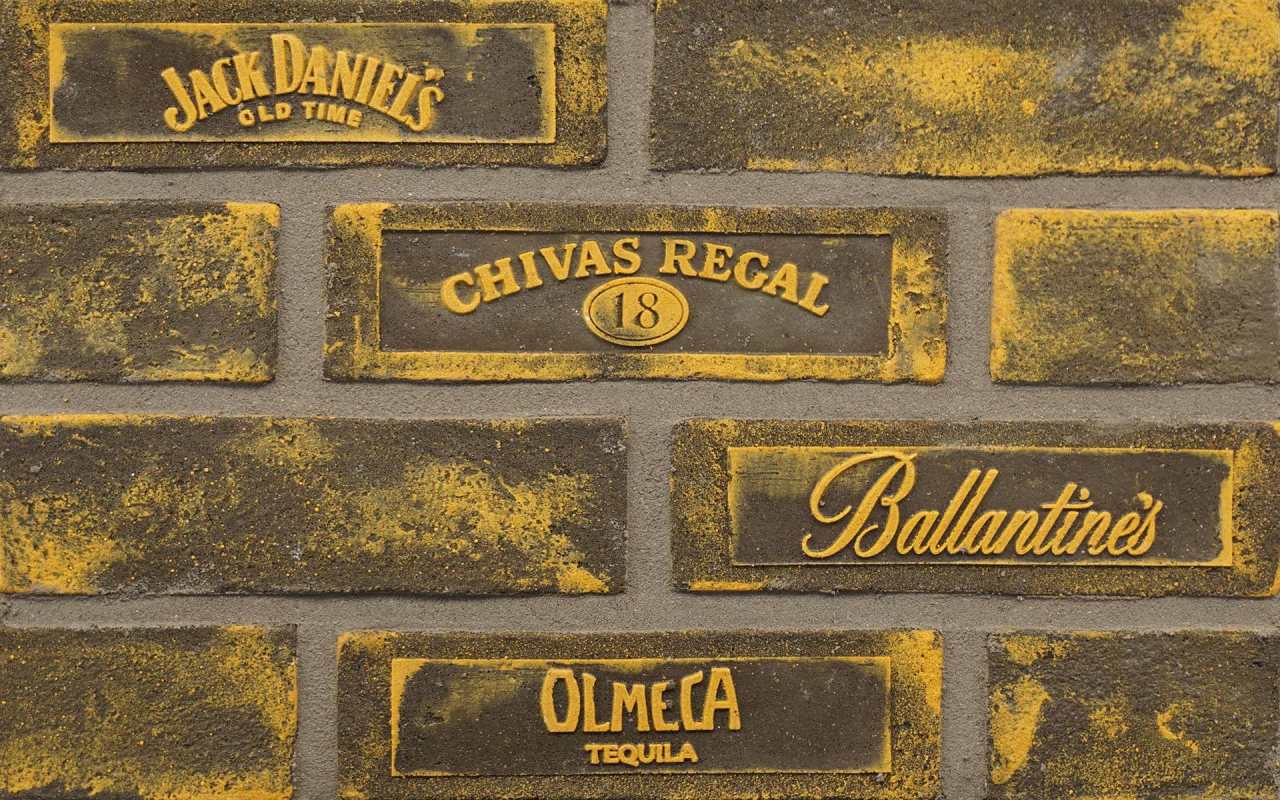 JACK DANIEL'S
OLD TIME
CHIVAS REGAL
18
Ballantine's
OLMECA
TEQUILA